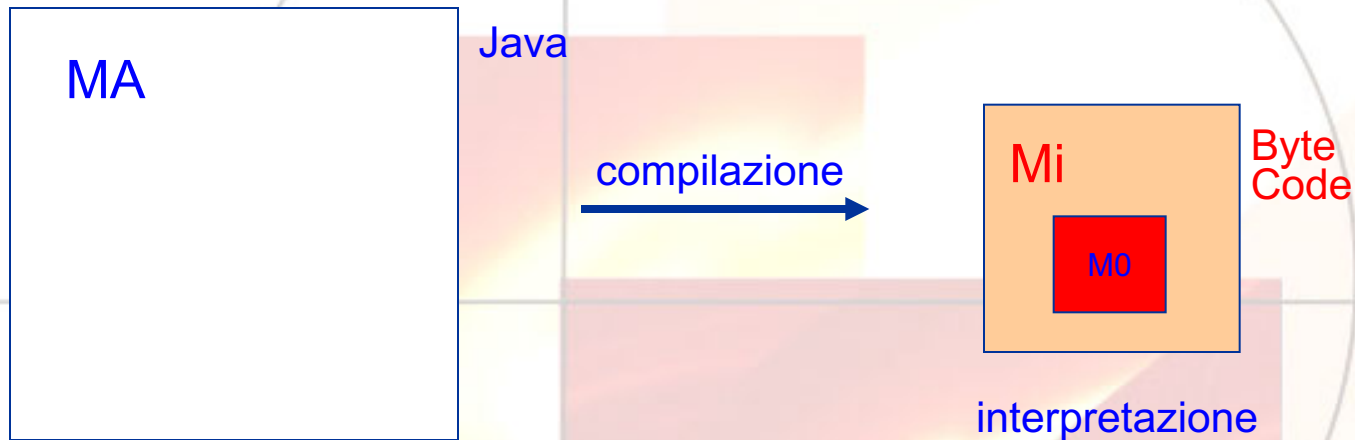 Java
MA
compilazione
Mi
Byte
Code
M0
interpretazione